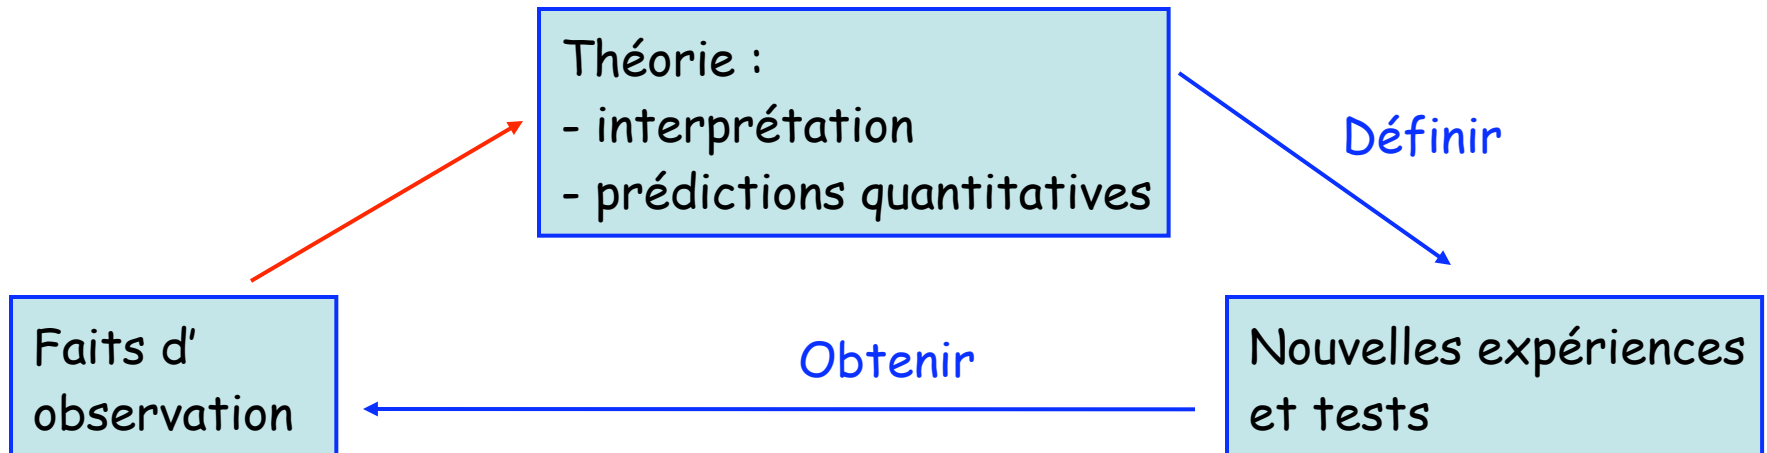 Théorie :
- interprétation
- prédictions quantitatives
Définir
Faits d’
observation
Obtenir
Nouvelles expériences
et tests